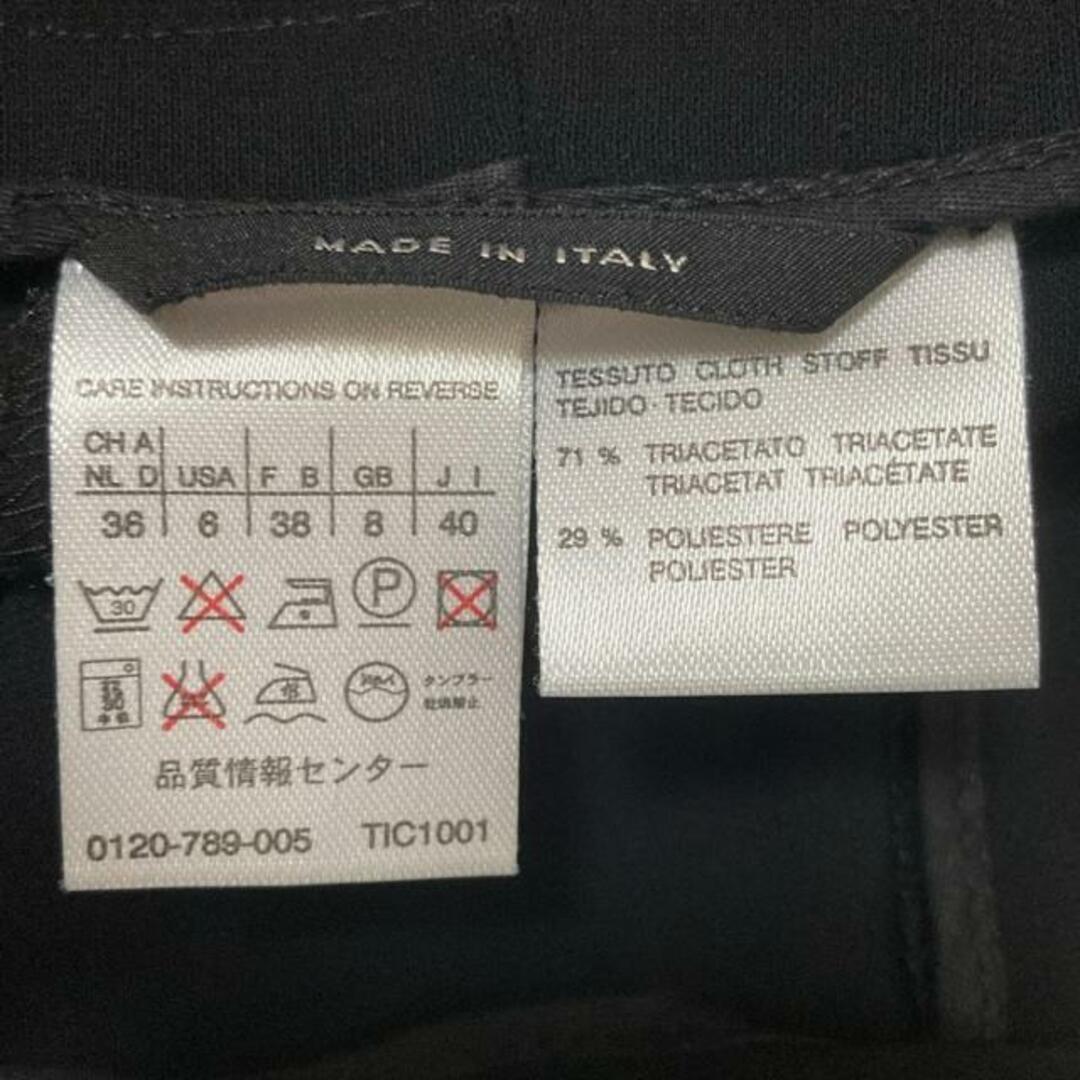 MADE IN ITALY
CARE INSTRUCTIONS ON REVERSE
CH A
NL D USA F B GB J I
36 6 38 8 40
30 P
タンブラー
乾燥禁止
品質情報センター
0120-789-005 TIC1001
TESSUTO CLOTH STOFF TISSU
TEJIDO·TECIDO
71 % TRIACETATO TRIACETATE
TRIACETAT TRIACÉTATE
29 % POLIESTERE POLYESTER
POLIESTER